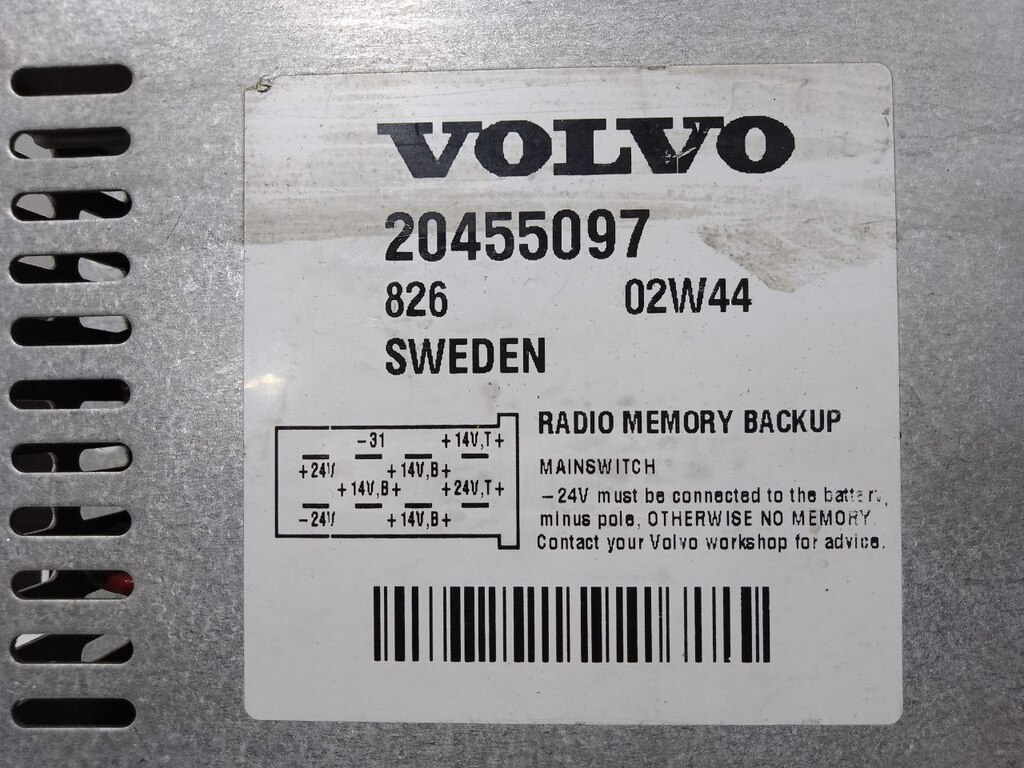 VOLVO
20455097
826 02W44
SWEDEN
RADIO MEMORY BACKUP
MAINSWITCH
-24V must be connected to the battery,
minus pole, OTHERWISE NO MEMORY.
Contact your Volvo workshop for advice.
-31 +14V,T+
+24V +14V,B+
+14V,B+ +24V,T+
-24V +14V,B+